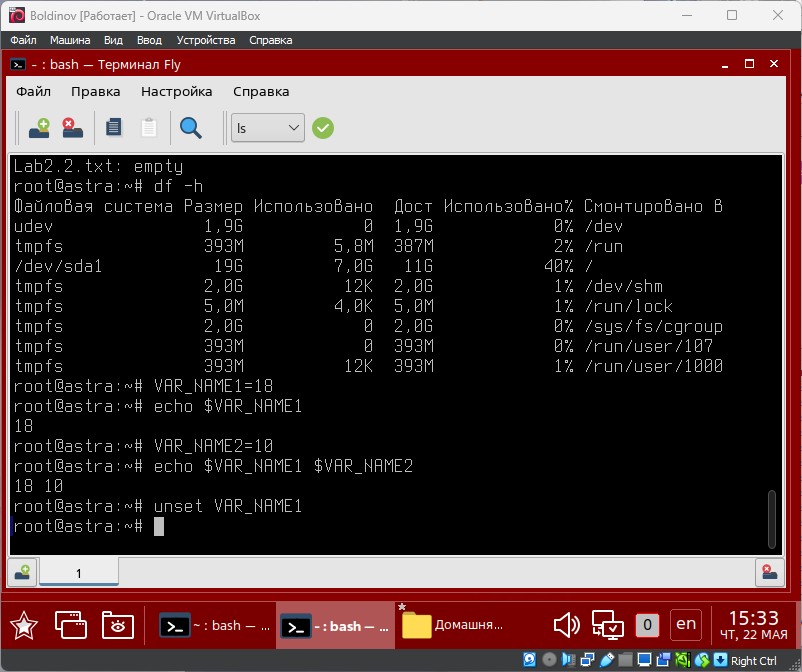 Boldinov [Работает] - Oracle VM VirtualBox
Файл Машина Вид Ввод Устройства Справка
- : bash — Терминал Fly
Файл Правка Настройка Справка
ls
Lab2.2.txt: empty
root@astra:~# df -h
Файловая система Размер Использовано Дост Использовано% Смонтировано в
udev 1,9G 0 1,9G 0% /dev
tmpfs 393M 5,8M 387M 2% /run
/dev/sda1 19G 7,0G 11G 40% /
tmpfs 2,0G 12K 2,0G 1% /dev/shm
tmpfs 5,0M 4,0K 5,0M 1% /run/lock
tmpfs 2,0G 0 2,0G 0% /sys/fs/cgroup
tmpfs 393M 0 393M 0% /run/user/107
tmpfs 393M 12K 393M 1% /run/user/1000
root@astra:~# VAR_NAME1=18
root@astra:~# echo $VAR_NAME1
18
root@astra:~# VAR_NAME2=10
root@astra:~# echo $VAR_NAME1 $VAR_NAME2
18 10
root@astra:~# unset VAR_NAME1
root@astra:~#
1
~ : bash — ...
- : bash — ...
* Домашня...
0
en
15:33
ЧТ, 22 МАЯ
Right Ctrl